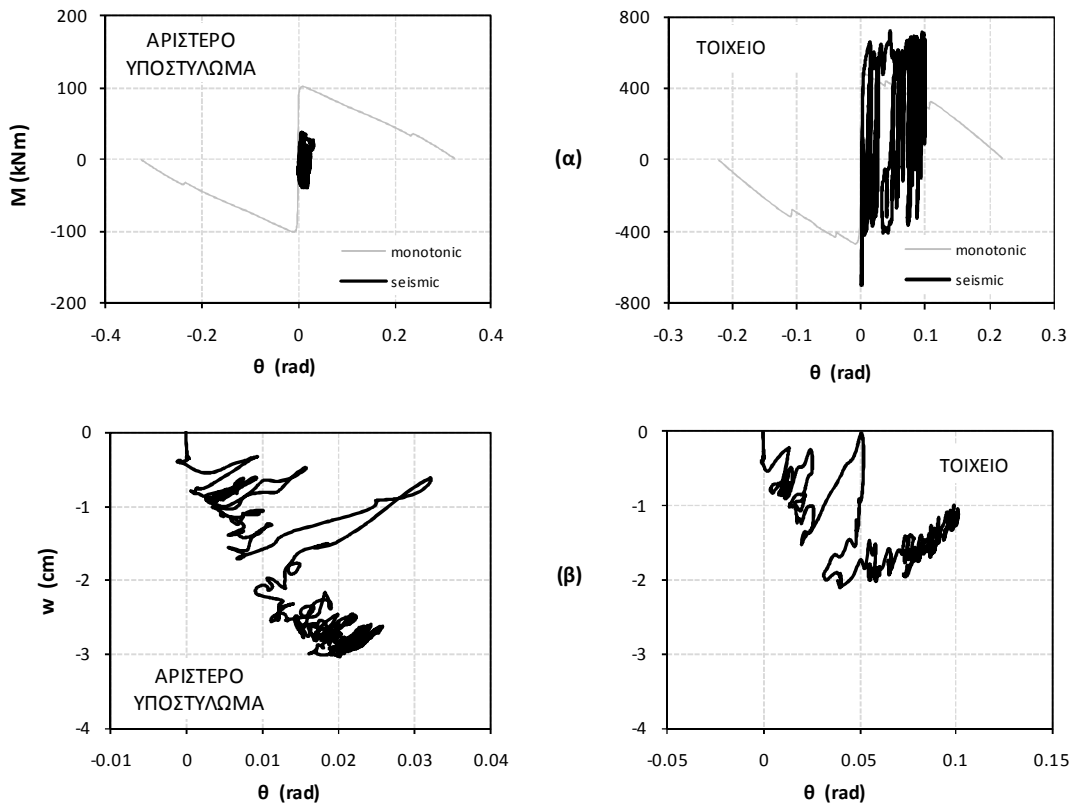 ΑΡΙΣΤΕΡΟ
ΥΠΟΣΤΥΛΩΜΑ
M (kNm)
200
100
0
-100
-200
-0.4 -0.2 0 0.2 0.4
θ (rad)
monotonic
seismic
(α)
ΤΟΙΧΕΙΟ
800
400
0
-400
-800
-0.3 -0.2 -0.1 0 0.1 0.2 0.3
θ (rad)
monotonic
seismic
w (cm)
0
-1
-2
-3
-4
ΑΡΙΣΤΕΡΟ
ΥΠΟΣΤΥΛΩΜΑ
-0.01 0 0.01 0.02 0.03 0.04
θ (rad)
(β)
ΤΟΙΧΕΙΟ
0
-1
-2
-3
-4
-0.05 0 0.05 0.1 0.15
θ (rad)